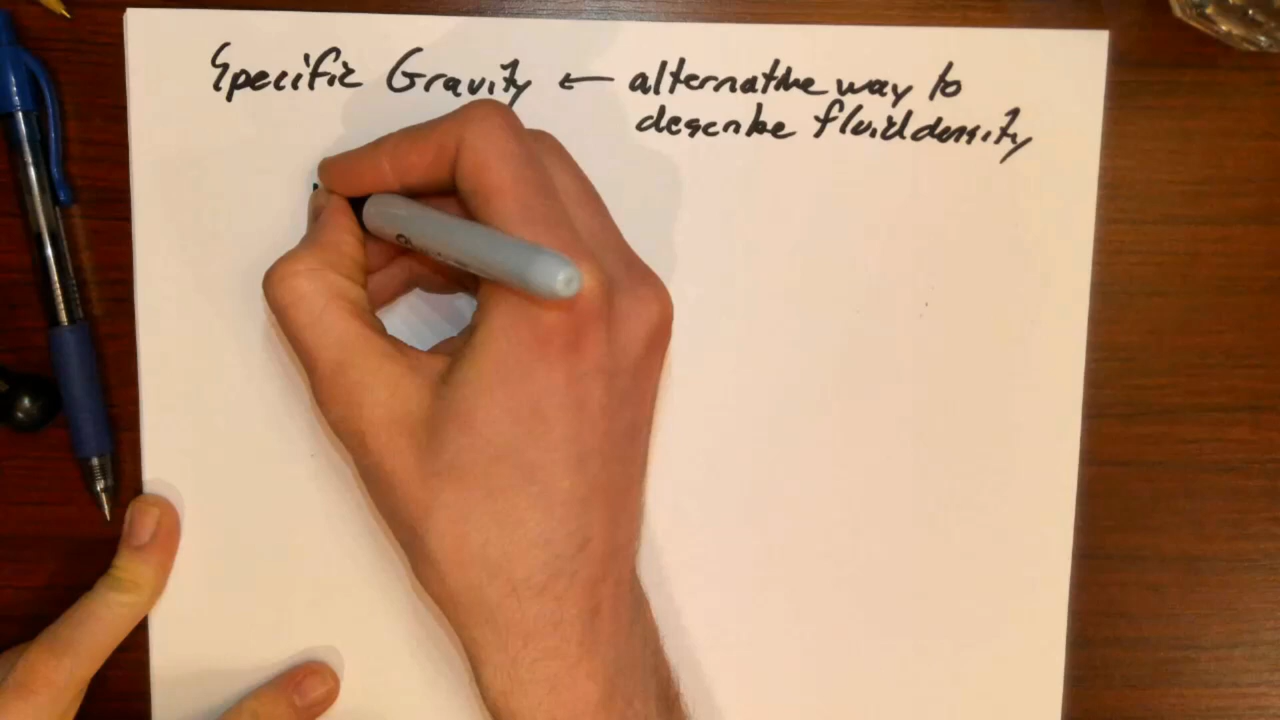 Specific Gravity ← alternative way to
describe fluid density